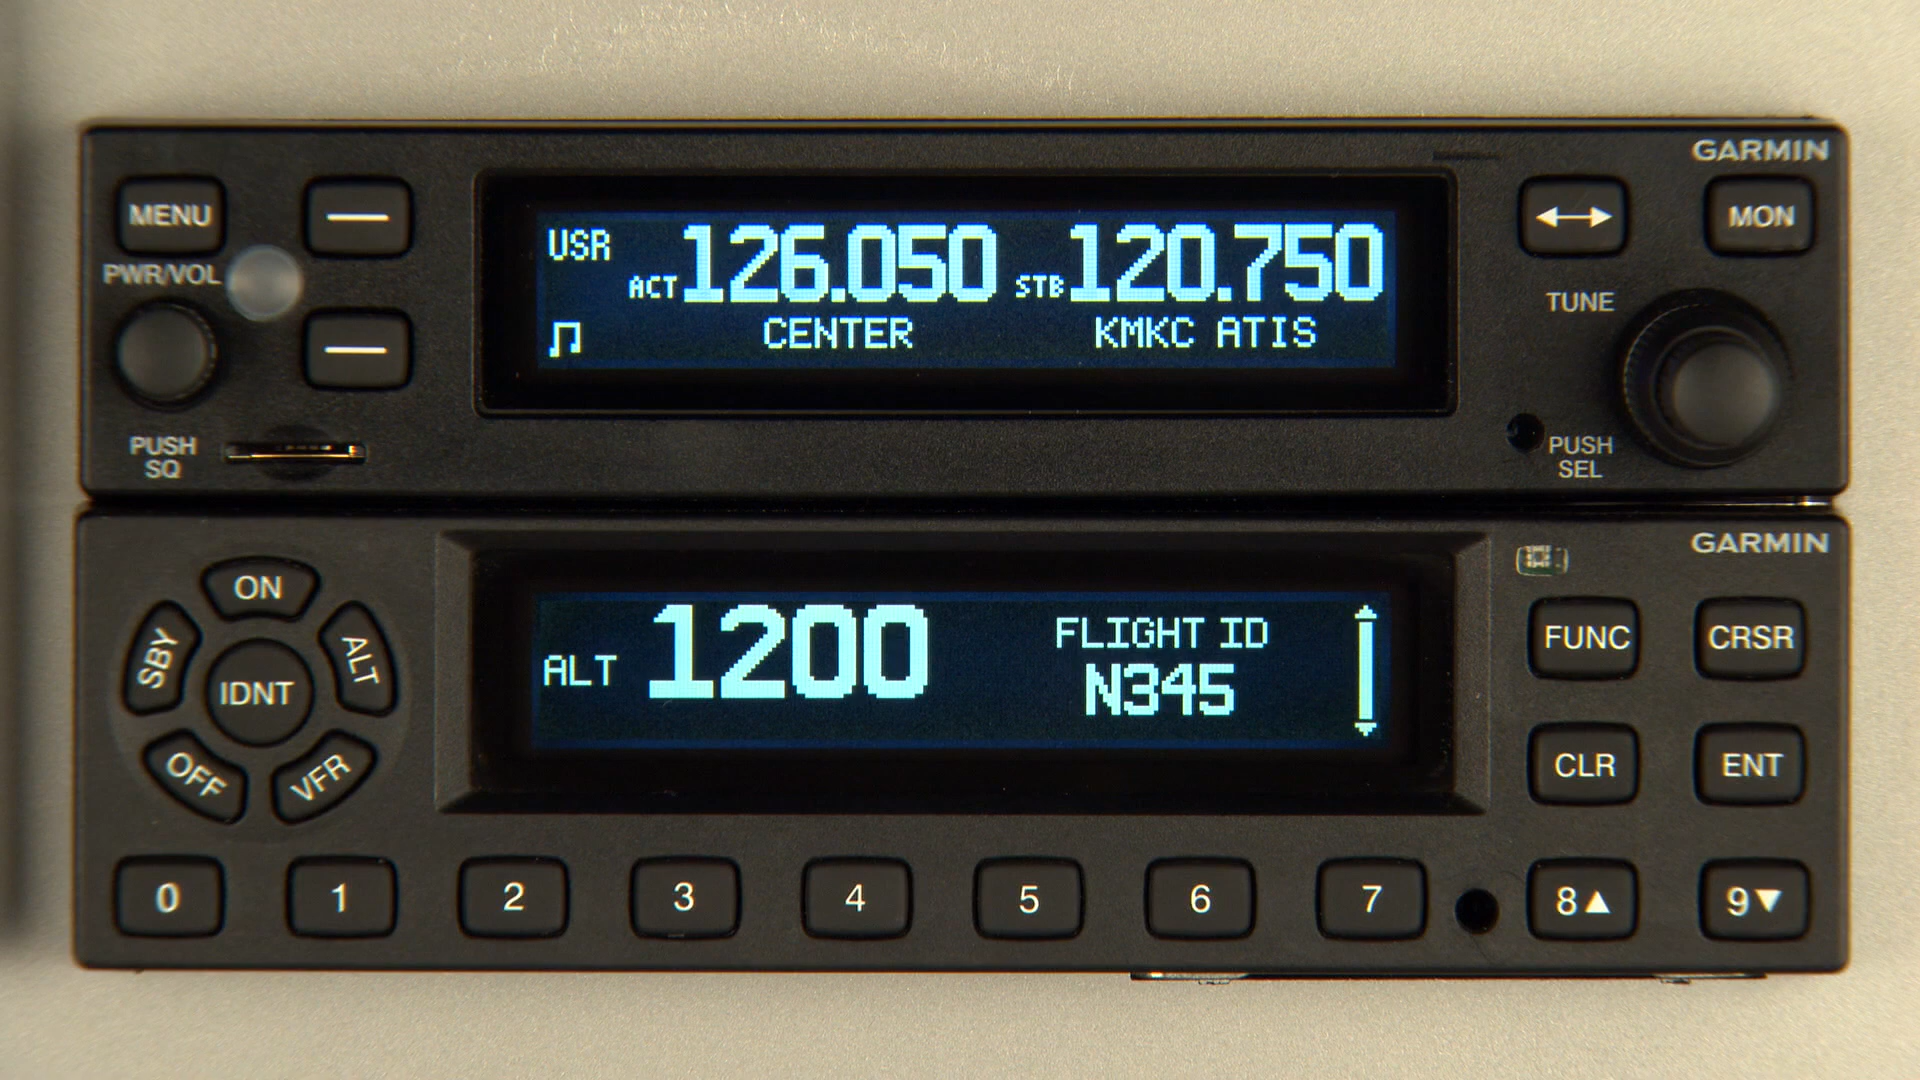 GARMIN
MENU
MON
PWR/VOL
TUNE
USR ACT 126.050 STB 120.750
CENTER KMKC ATIS
PUSH
SQ
PUSH
SEL
GARMIN
ON
SBY
ALT
IDNT
OFF
VFR
ALT 1200 FLIGHT ID
N345
FUNC CRSR
CLR ENT
0 1 2 3 4 5 6 7 8▲ 9▼